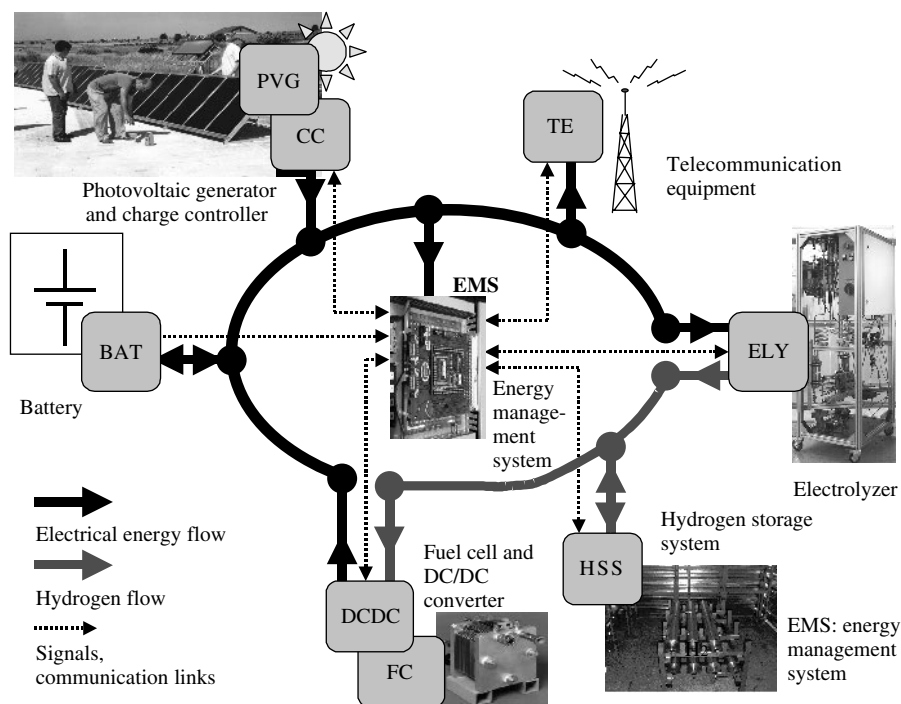 PVG
CC
TE
Photovoltaic generator
and charge controller
Telecommunication
equipment
EMS
BAT
ELY
Battery
Energy
manage-
ment
system
Electrolyzer
Electrical energy flow
Hydrogen flow
Signals,
communication links
Fuel cell and
DC/DC
converter
DCDC
FC
Hydrogen storage
system
HSS
EMS: energy
management
system